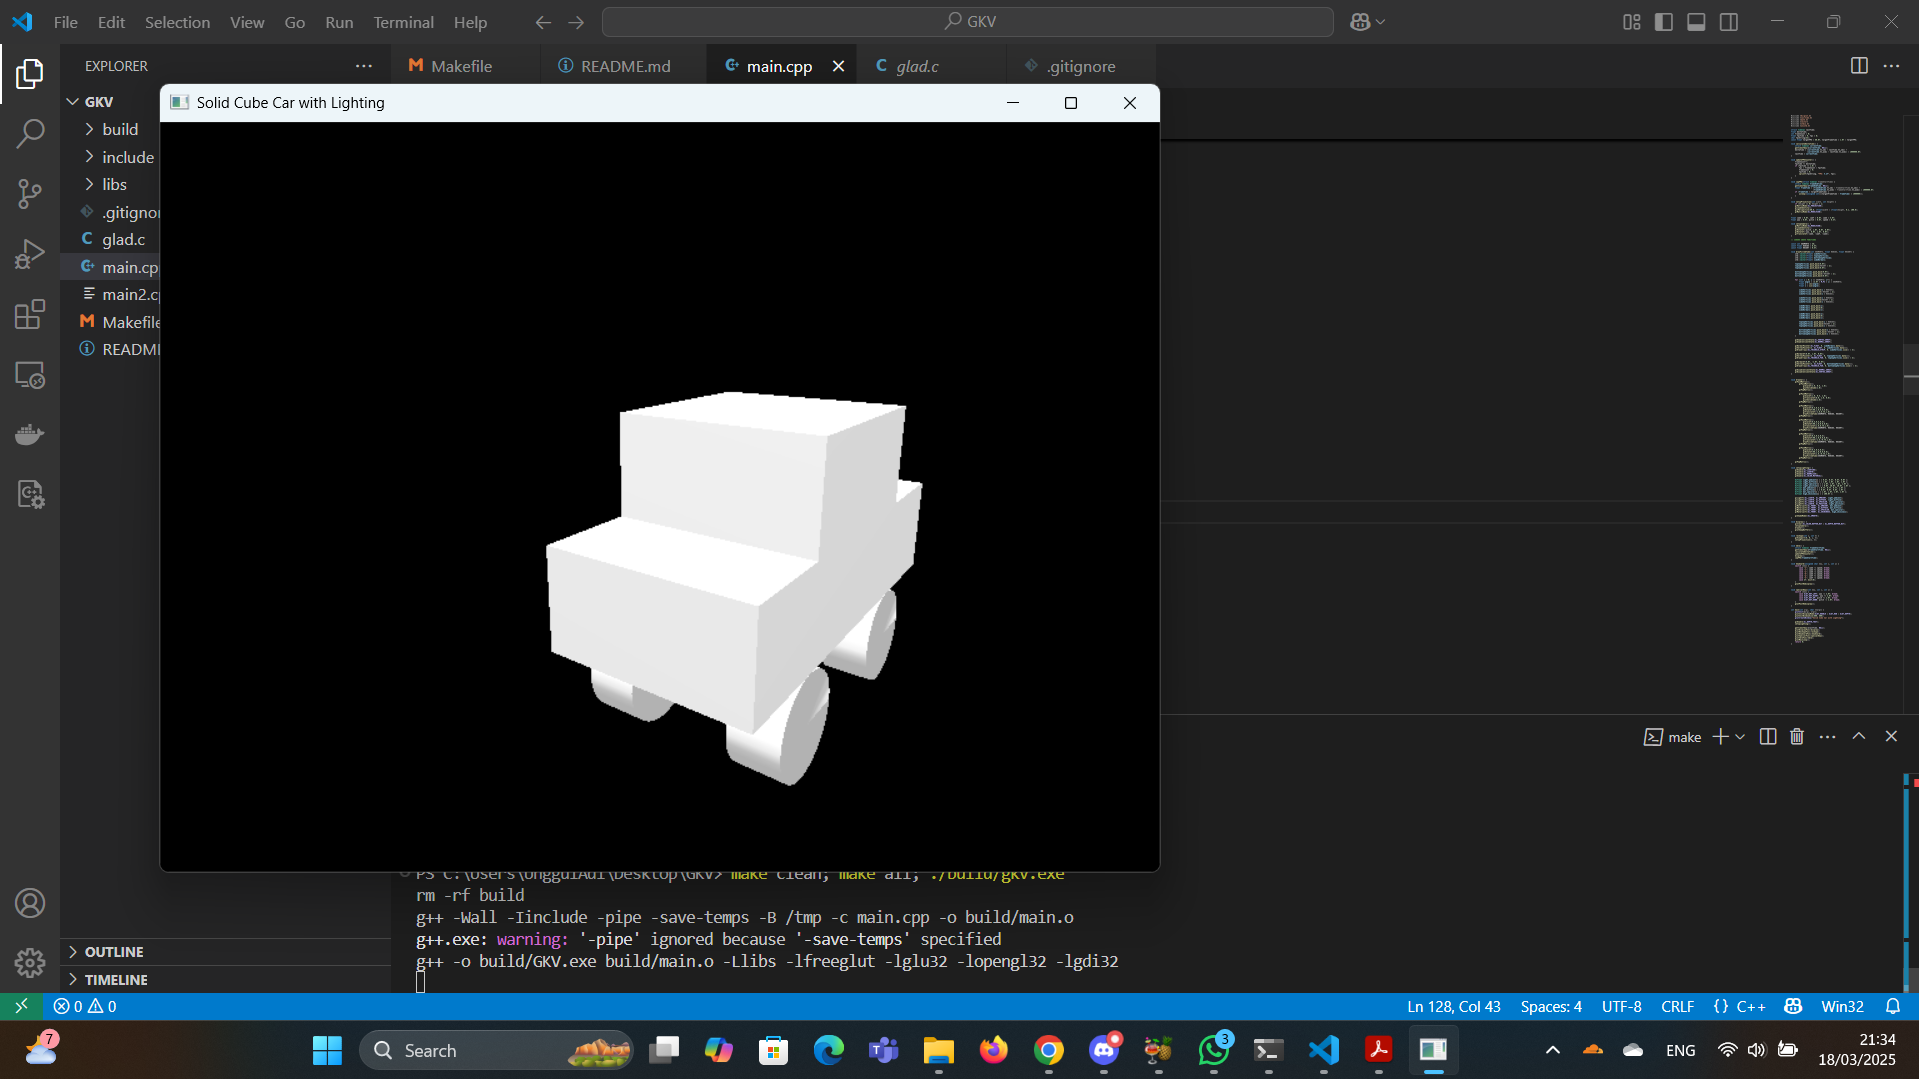 File Edit Selection View Go Run Terminal Help
GKV
EXPLORER
Makefile
README.md
main.cpp
glad.c
.gitignore
GKV
Solid Cube Car with Lighting
build
include
libs
.gitignor
glad.c
main.cp
main2.c
Makefile
READM
make
PS C:\Users\UngguiAdi\Desktop\GKV> make clean; make all; ./build/gkv.exe
rm -rf build
g++ -Wall -Iinclude -pipe -save-temps -B /tmp -c main.cpp -o build/main.o
g++.exe: warning: '-pipe' ignored because '-save-temps' specified
g++ -o build/GKV.exe build/main.o -Llibs -lfreeglut -lglu32 -lopengl32 -lgdi32
OUTLINE
TIMELINE
0 0
Ln 128, Col 43 Spaces: 4 UTF-8 CRLF {} C++ Win32
7
Search
3
ENG
21:34
18/03/2025